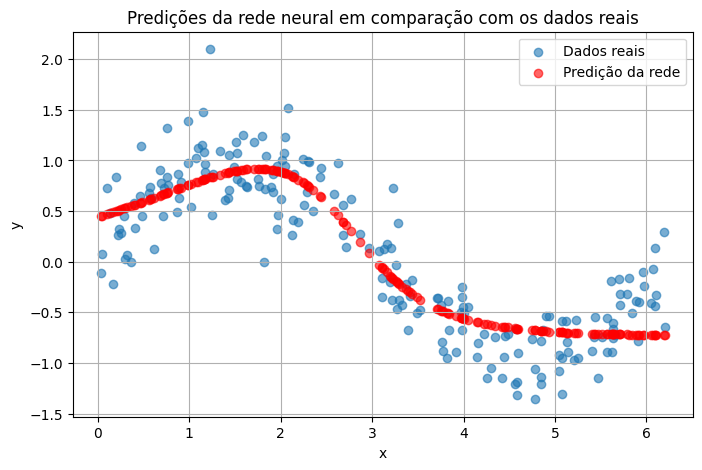 Predições da rede neural em comparação com os dados reais
Dados reais
Predição da rede
y
2.0
1.5
1.0
0.5
0.0
−0.5
−1.0
−1.5
0 1 2 3 4 5 6
x